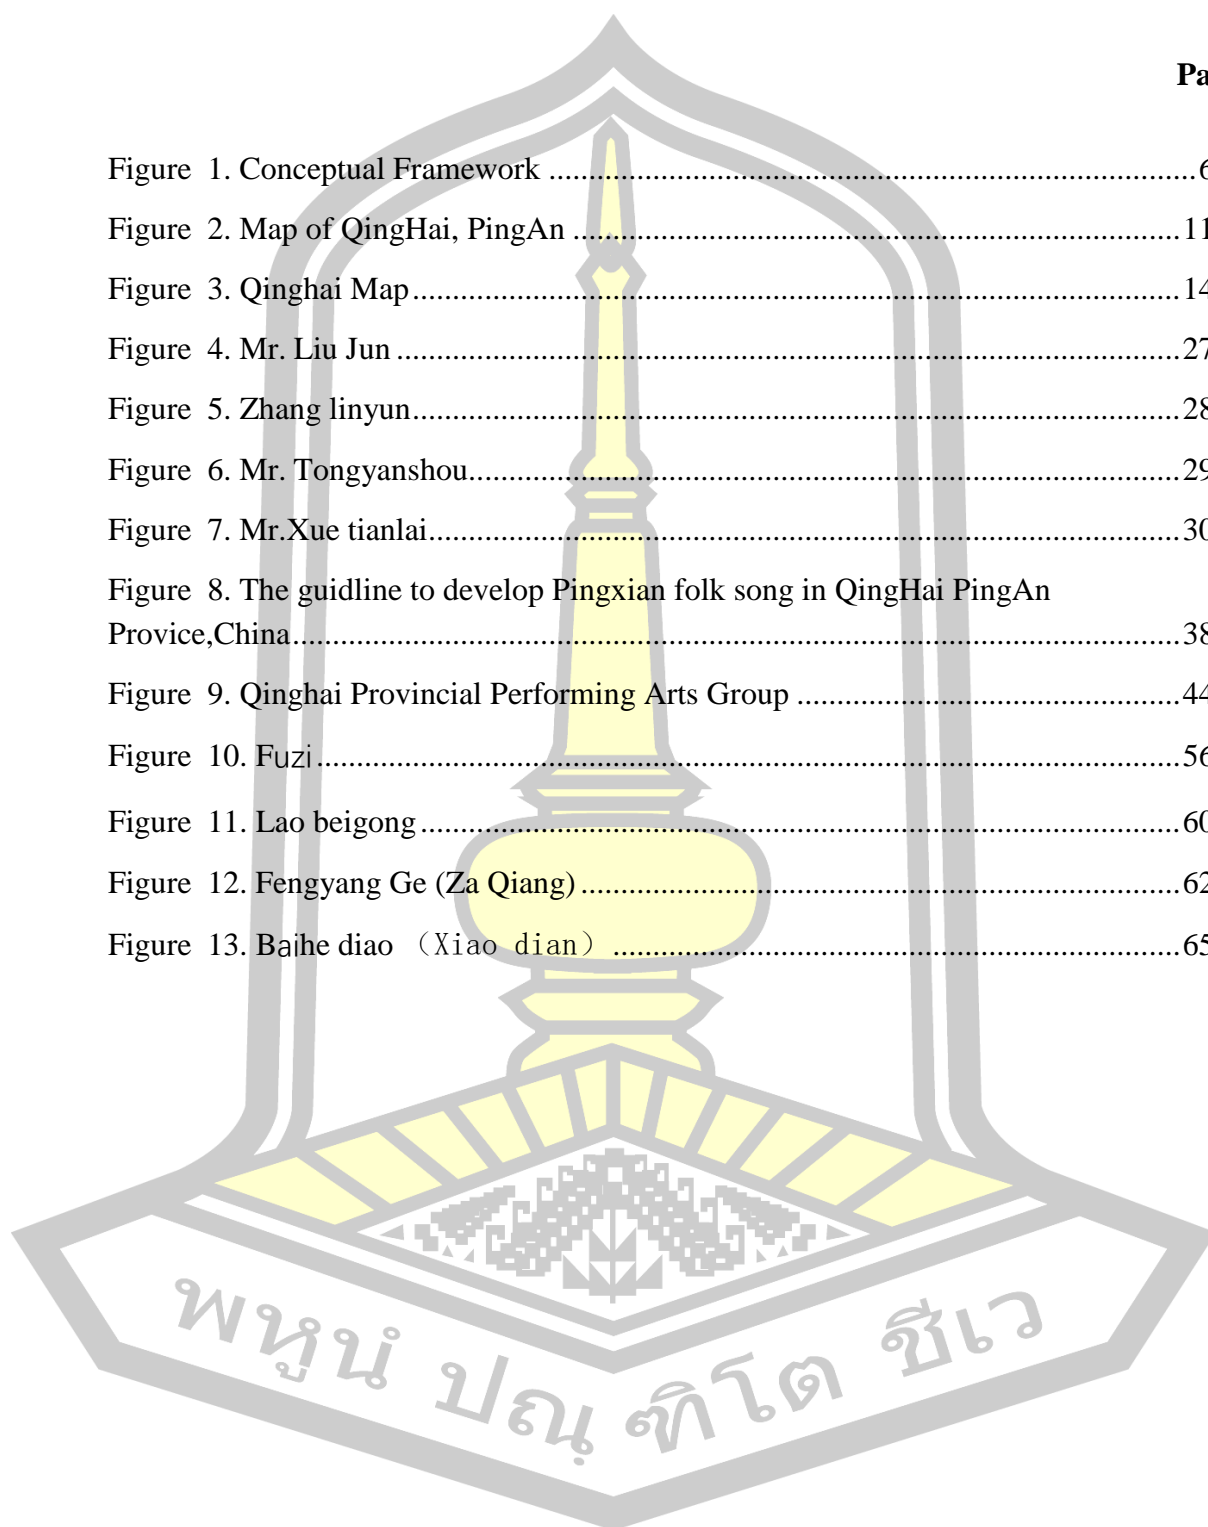 Pa
Figure 1. Conceptual Framework ........................................ 6
Figure 2. Map of QingHai, PingAn ........................................ 11
Figure 3. Qinghai Map ........................................ 14
Figure 4. Mr. Liu Jun ........................................ 27
Figure 5. Zhang linyun ........................................ 28
Figure 6. Mr. Tongyanshou ........................................ 29
Figure 7. Mr.Xue tianlai ........................................ 30
Figure 8. The guidline to develop Pingxian folk song in QingHai PingAn
Provice,China ........................................ 38
Figure 9. Qinghai Provincial Performing Arts Group ........................................ 44
Figure 10. Fuzi ........................................ 56
Figure 11. Lao beigong ........................................ 60
Figure 12. Fengyang Ge (Za Qiang) ........................................ 62
Figure 13. Baihe diao （Xiao dian） ........................................ 65
พหูนํ ปณฺฑิโต ชีเว